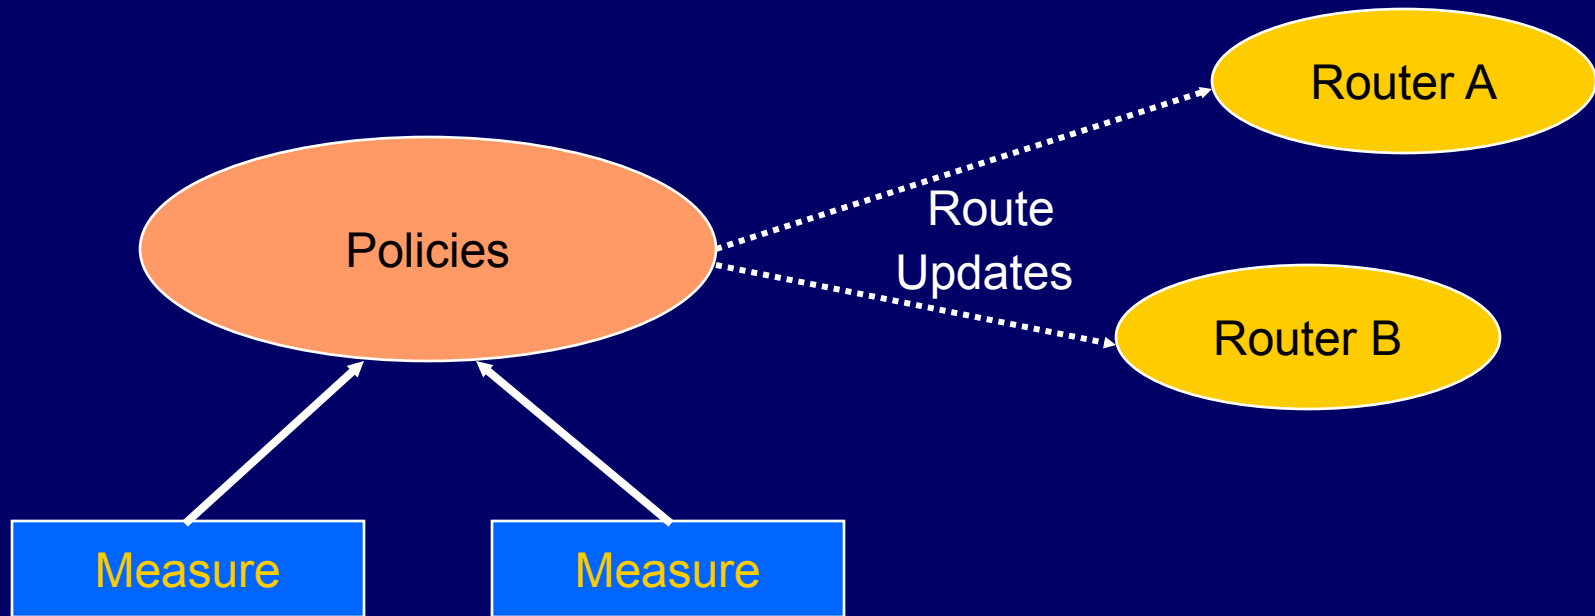 Router A
Route
Updates
Policies
Router B
Measure
Measure